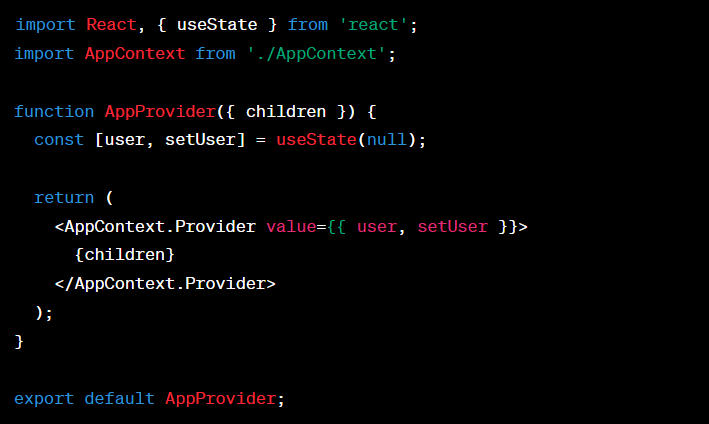 import React, { useState } from 'react';
import AppContext from './AppContext';

function AppProvider({ children }) {
  const [user, setUser] = useState(null);

  return (
    <AppContext.Provider value={{ user, setUser }}>
      {children}
    </AppContext.Provider>
  );
}

export default AppProvider;